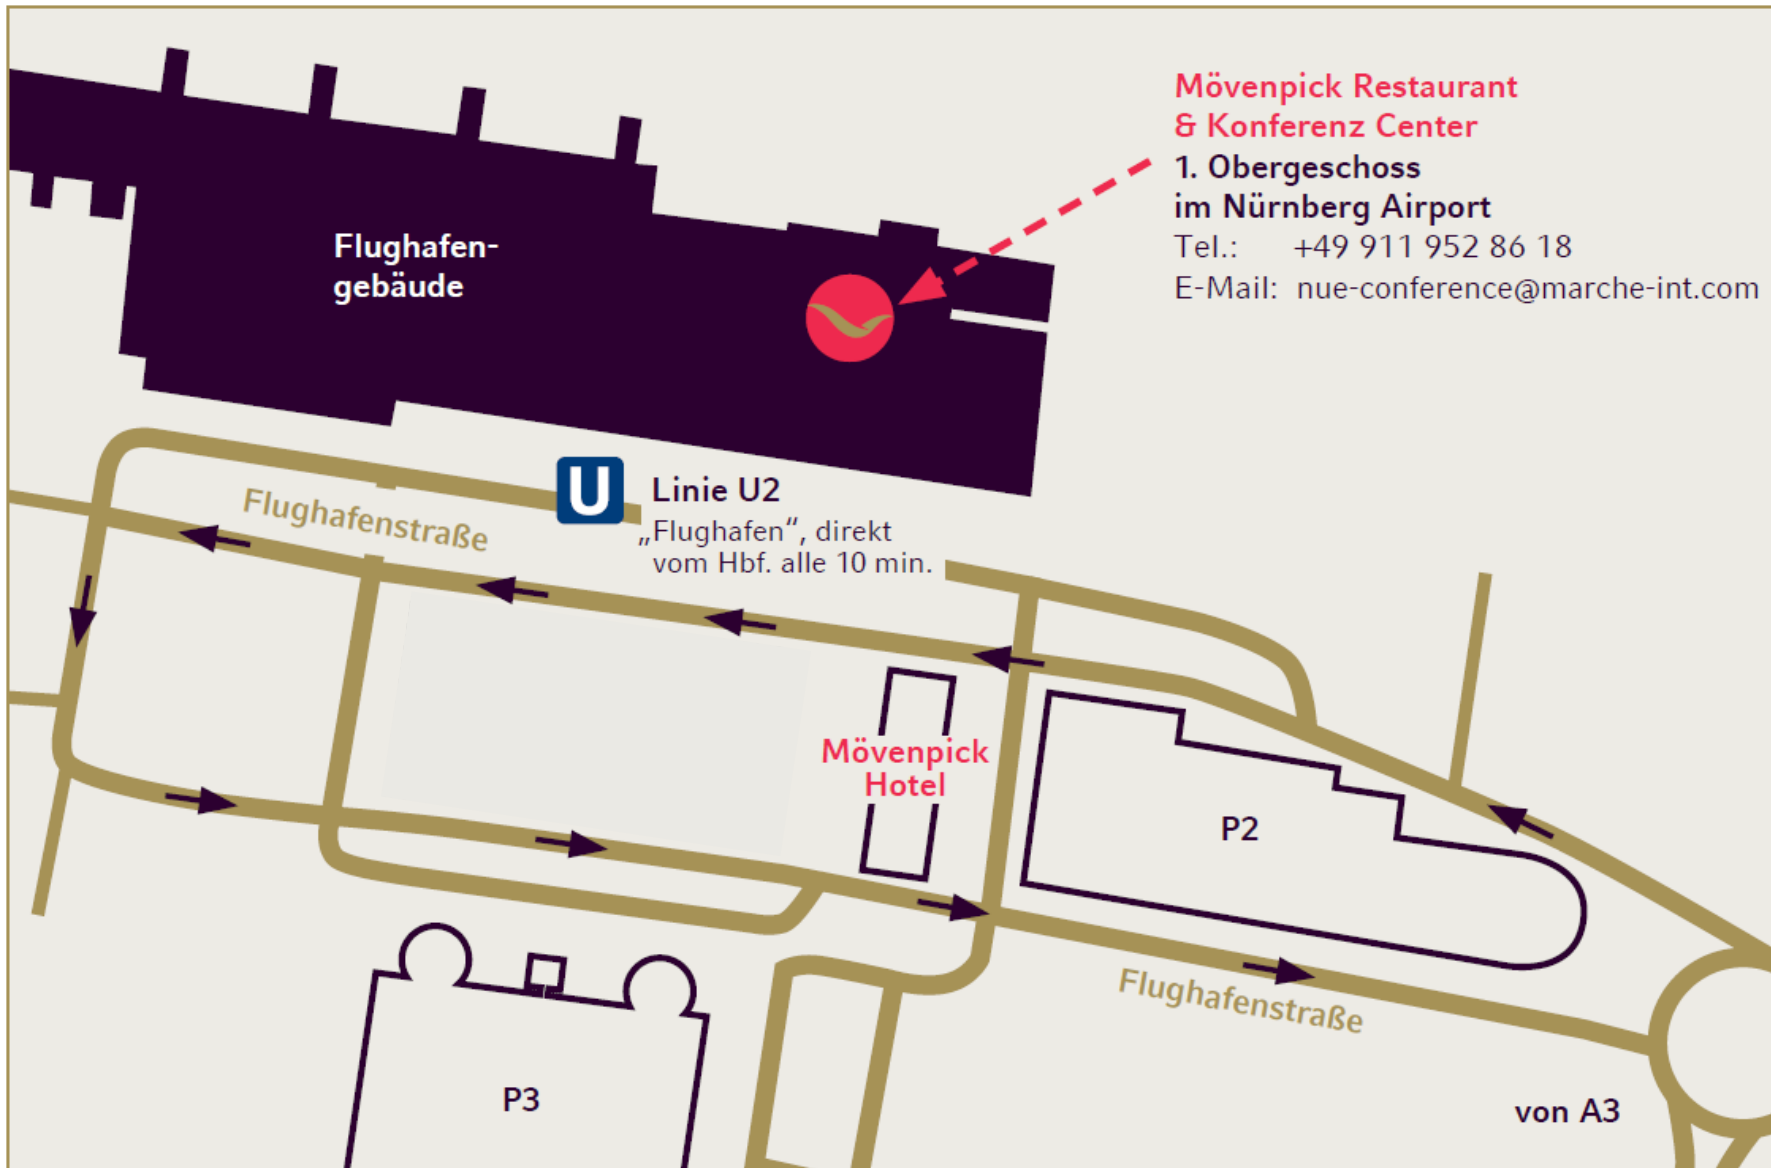 Mövenpick Restaurant
& Konferenz Center
1. Obergeschoss
im Nürnberg Airport
Tel.: +49 911 952 86 18
E-Mail: nue-conference@marche-int.com
Flughafen-
gebäude
U
Linie U2
„Flughafen“, direkt
vom Hbf. alle 10 min.
Flughafenstraße
Mövenpick
Hotel
P2
Flughafenstraße
P3
von A3